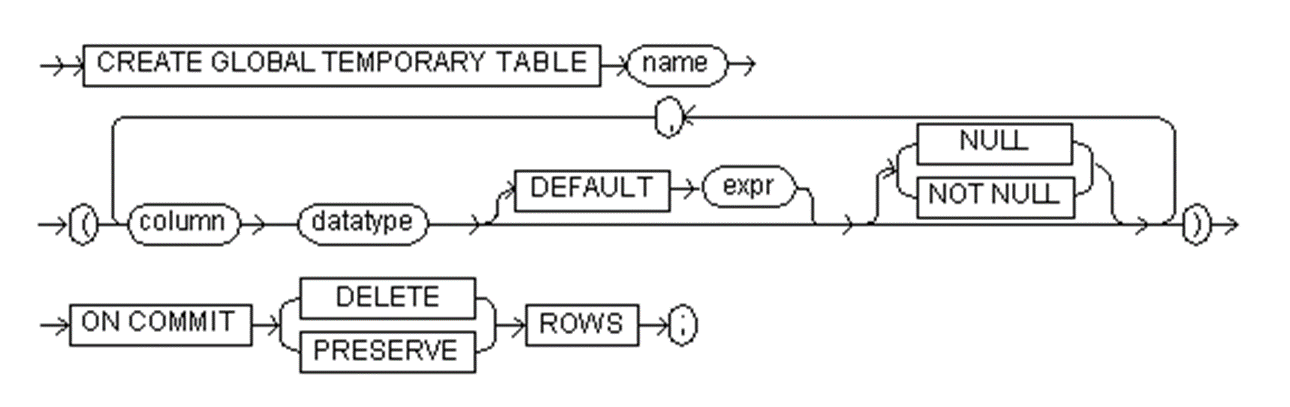 CREATE GLOBAL TEMPORARY TABLE name
,
NULL
DEFAULT expr
NOT NULL
( column datatype )
DELETE
ON COMMIT ROWS ;
PRESERVE